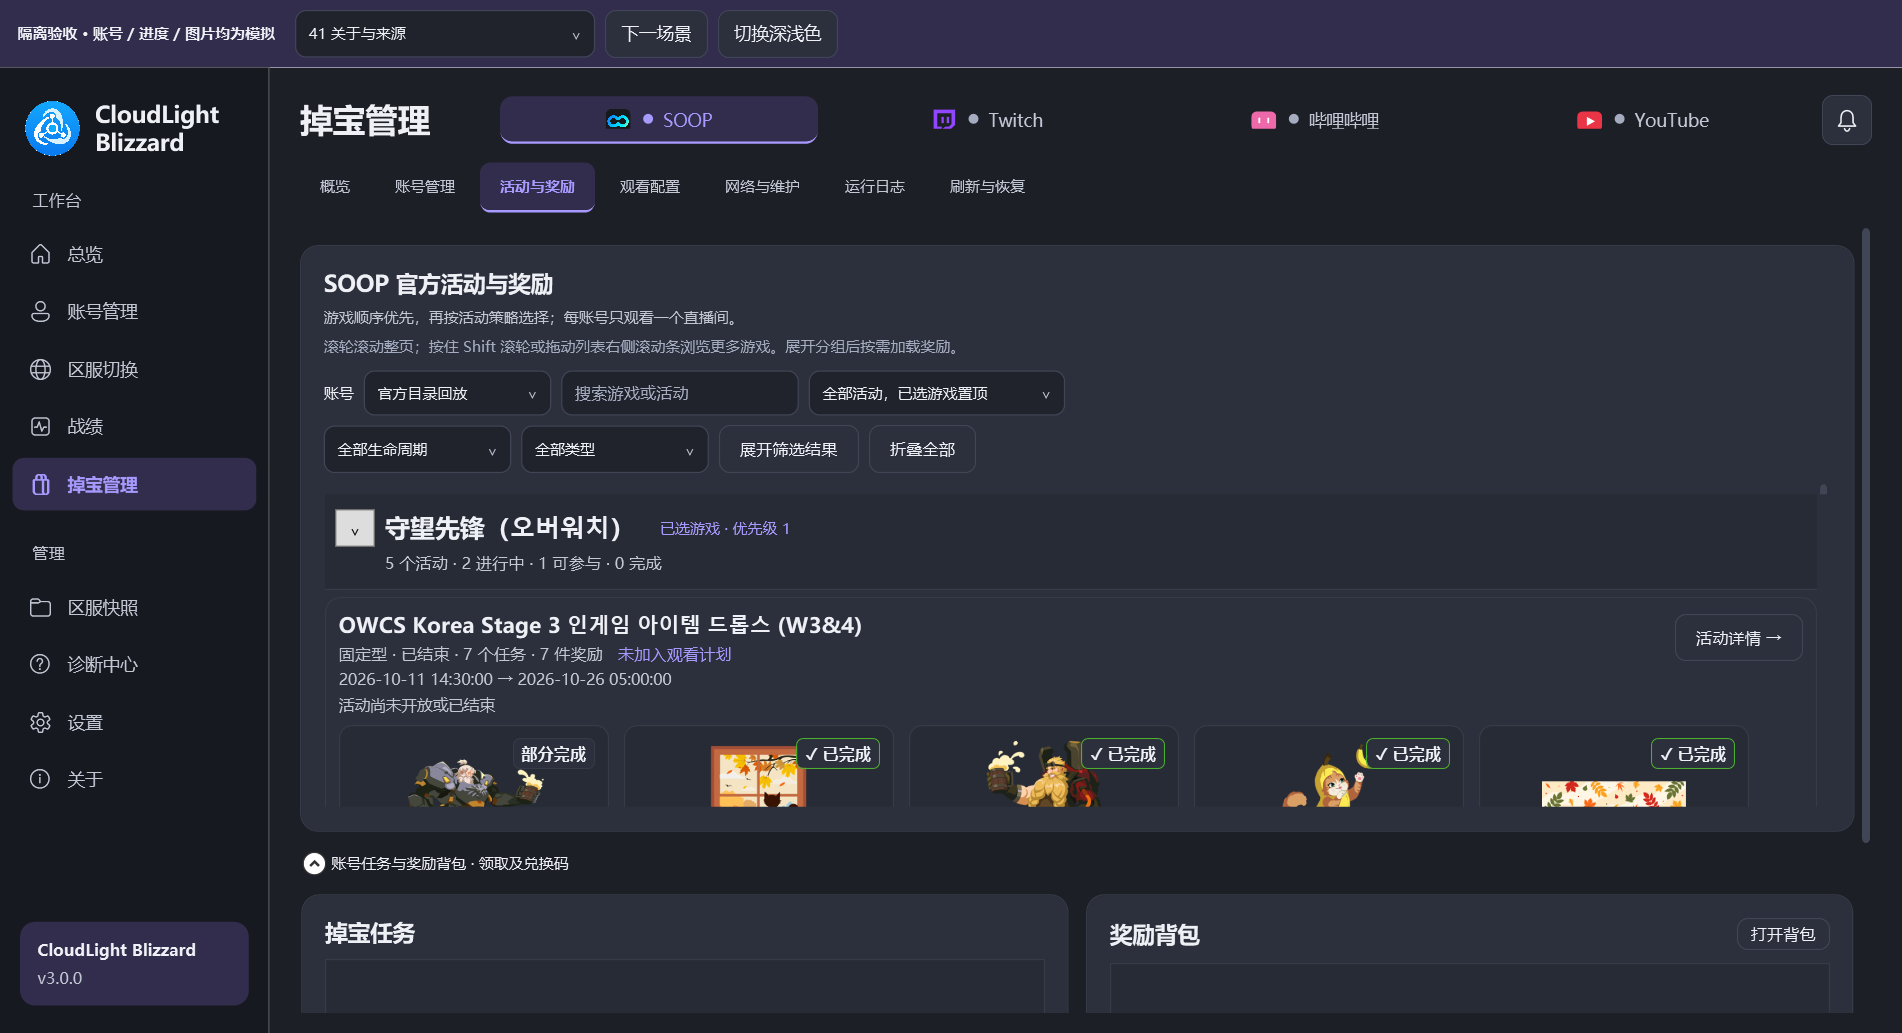 隔离验收 • 账号 / 进度 / 图片均为模拟
41 关于与来源
下一场景
切换深浅色
CloudLight
Blizzard
工作台
总览
账号管理
区服切换
战绩
掉宝管理
管理
区服快照
诊断中心
设置
关于
CloudLight Blizzard
v3.0.0
掉宝管理
SOOP
Twitch
哔哩哔哩
YouTube
概览
账号管理
活动与奖励
观看配置
网络与维护
运行日志
刷新与恢复
SOOP 官方活动与奖励
游戏顺序优先，再按活动策略选择；每账号只观看一个直播间。
滚轮滚动整页；按住 Shift 滚轮或拖动列表右侧滚动条浏览更多游戏。展开分组后按需加载奖励。
账号
官方目录回放
搜索游戏或活动
全部活动，已选游戏置顶
全部生命周期
全部类型
展开筛选结果
折叠全部
守望先锋（오버워치）
已选游戏 · 优先级 1
5 个活动 · 2 进行中 · 1 可参与 · 0 完成
OWCS Korea Stage 3 인게임 아이템 드롭스 (W3&4)
固定型 · 已结束 · 7 个任务 · 7 件奖励 未加入观看计划
2026-10-11 14:30:00 → 2026-10-26 05:00:00
活动尚未开放或已结束
活动详情 →
部分完成
✓ 已完成
✓ 已完成
✓ 已完成
✓ 已完成
账号任务与奖励背包 · 领取及兑换码
掉宝任务
奖励背包
打开背包